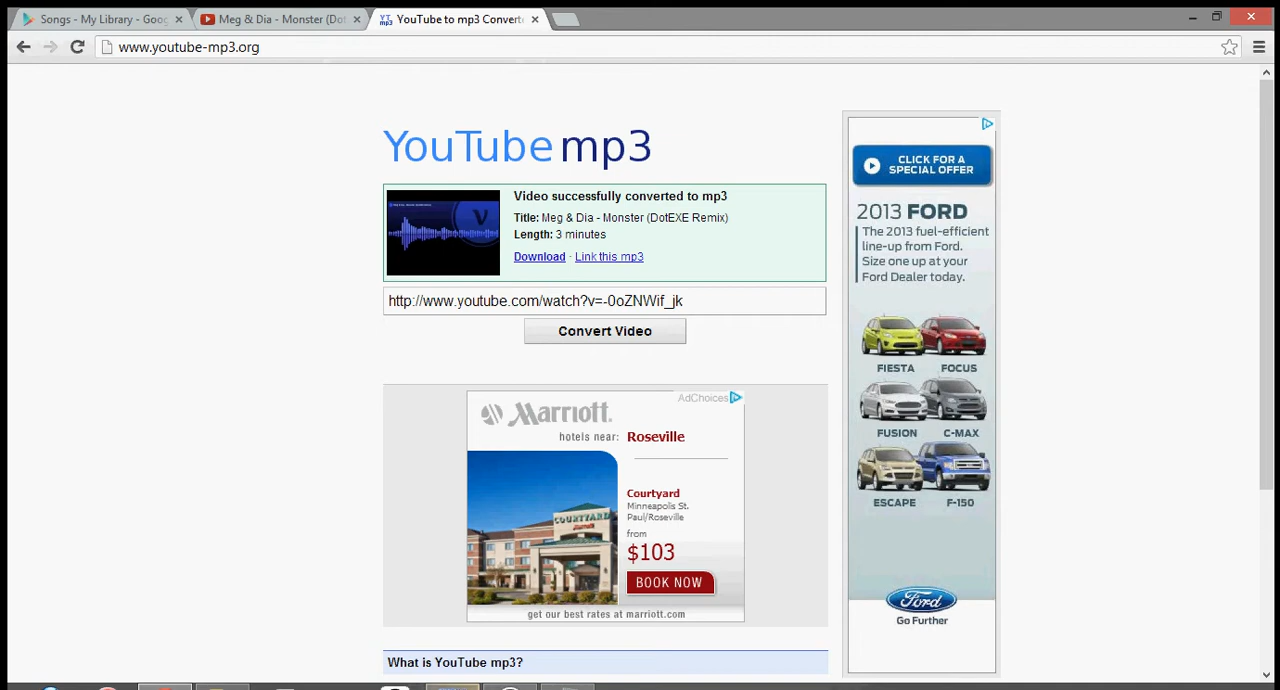 Songs - My Library - Goog
Meg & Dia - Monster (Dot
YouTube to mp3 Converte
www.youtube-mp3.org
YouTube mp3
Video successfully converted to mp3
Title: Meg & Dia - Monster (DotEXE Remix)
Length: 3 minutes
Download · Link this mp3
http://www.youtube.com/watch?v=-0oZNWif_jk
Convert Video
AdChoices
Marriott.
hotels near: Roseville
Courtyard
Minneapolis St.
Paul/Roseville
from
$103
BOOK NOW
COURTYARD
get our best rates at marriott.com
What is YouTube mp3?
CLICK FOR A
SPECIAL OFFER
2013 FORD
The 2013 fuel-efficient
line-up from Ford.
Size one up at your
Ford Dealer today.
FIESTA FOCUS
FUSION C-MAX
ESCAPE F-150
Ford
Go Further